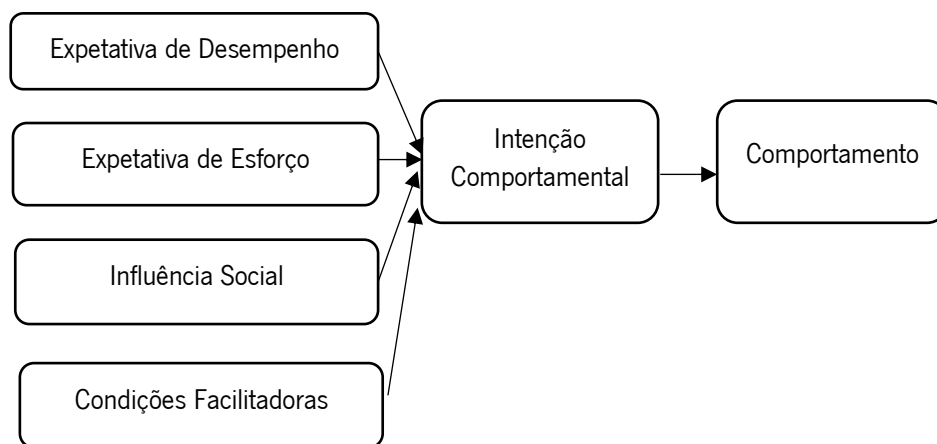 Expetativa de Desempenho
Expetativa de Esforço
Influência Social
Condições Facilitadoras
Intenção
Comportamental
Comportamento